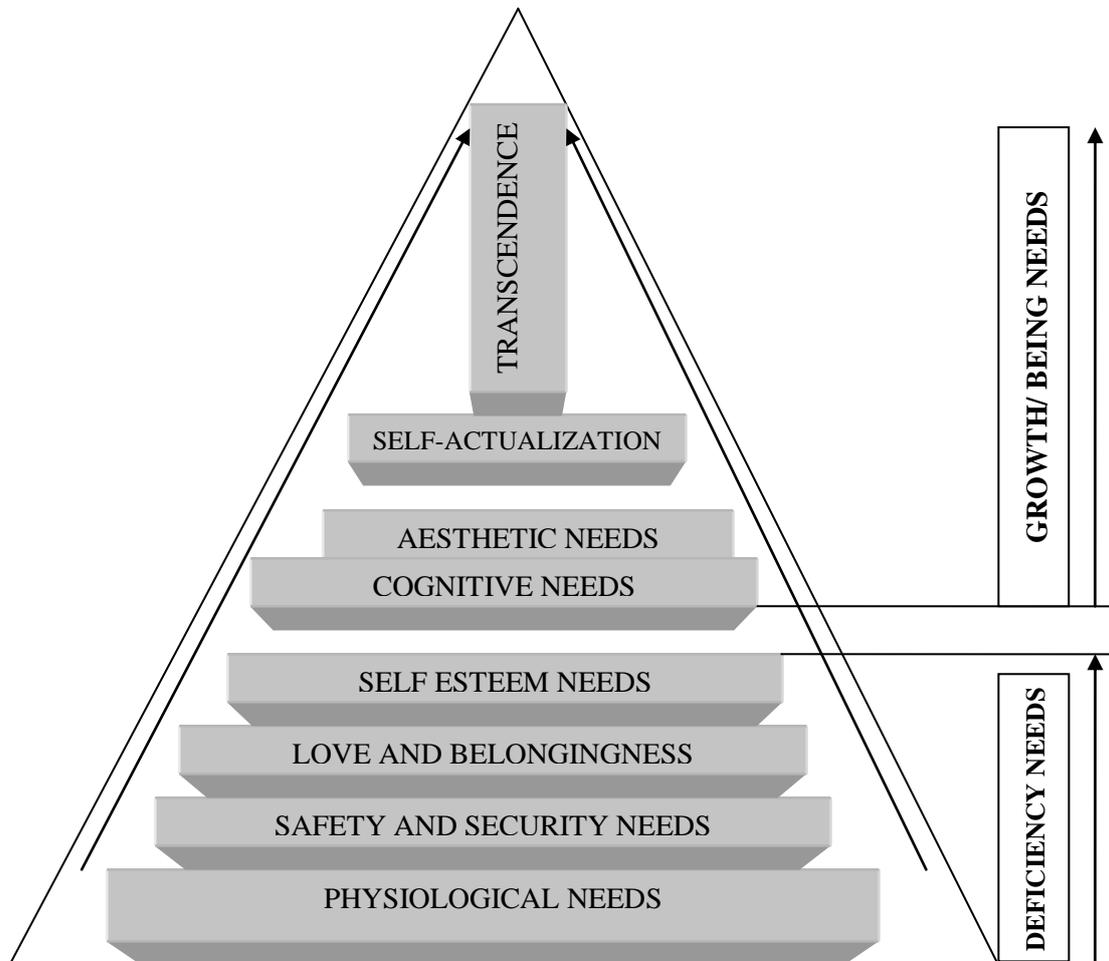 TRANSCENDENCE
SELF-ACTUALIZATION
AESTHETIC NEEDS
COGNITIVE NEEDS
SELF ESTEEM NEEDS
LOVE AND BELONGINGNESS
SAFETY AND SECURITY NEEDS
PHYSIOLOGICAL NEEDS
GROWTH/ BEING NEEDS
DEFICIENCY NEEDS